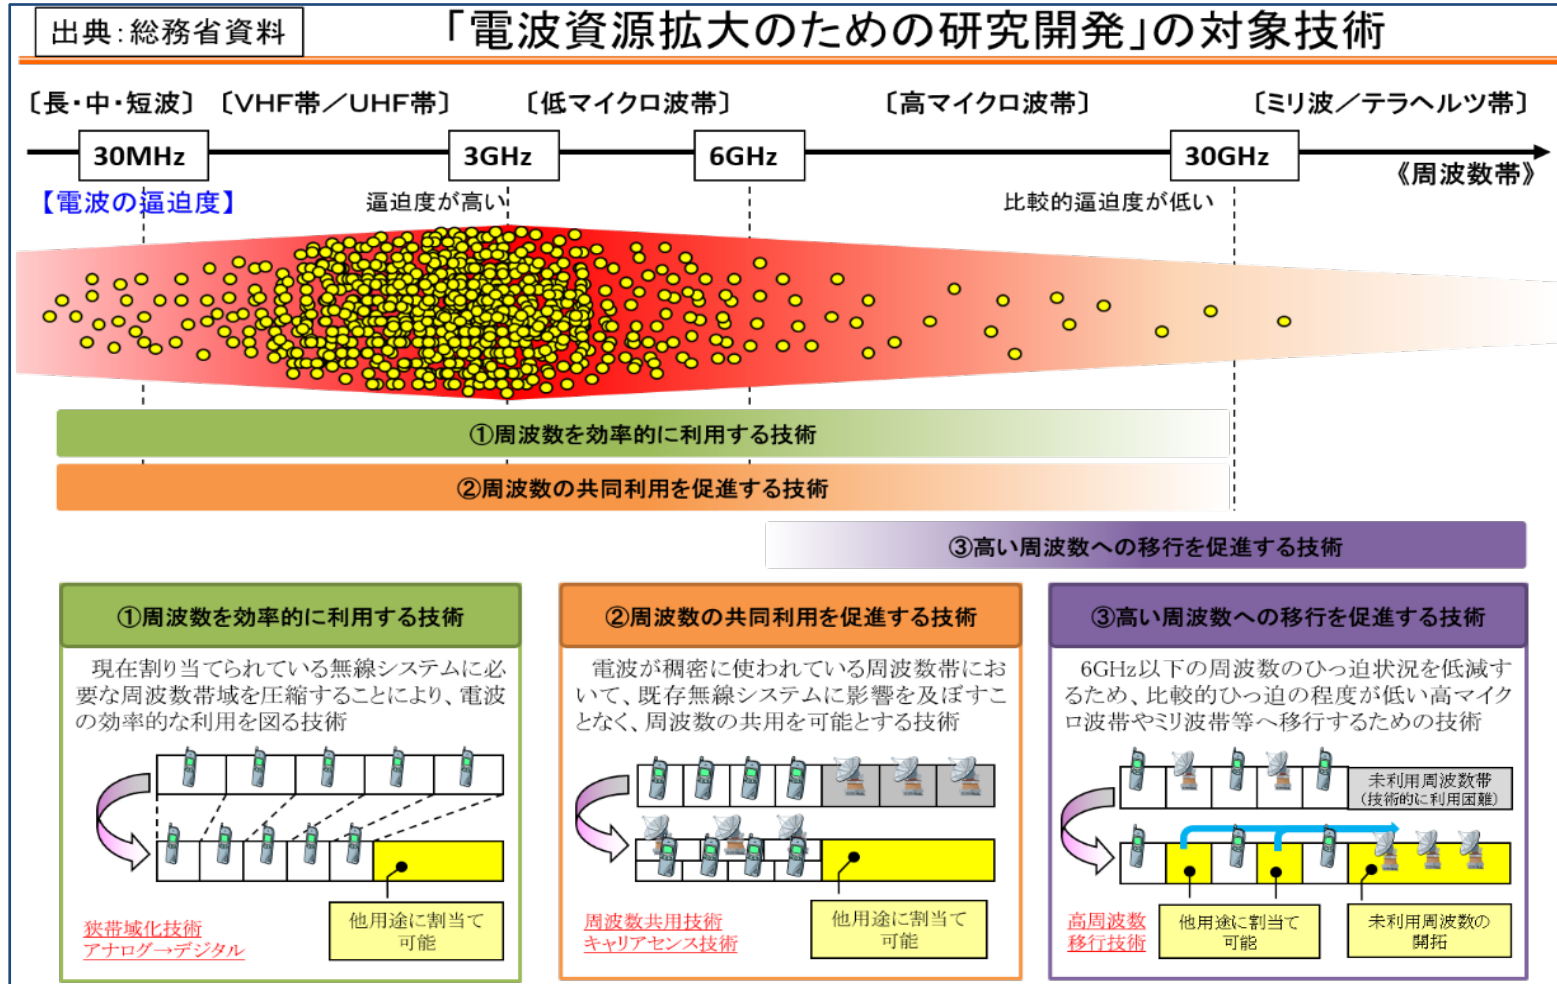 出典：総務省資料
「電波資源拡大のための研究開発」の対象技術
〔長・中・短波〕 〔VHF帯／UHF帯〕 〔低マイクロ波帯〕 〔高マイクロ波帯〕 〔ミリ波／テラヘルツ帯〕
30MHz 3GHz 6GHz 30GHz
《周波数帯》
【電波の逼迫度】 逼迫度が高い 比較的逼迫度が低い
①周波数を効率的に利用する技術
②周波数の共同利用を促進する技術
③高い周波数への移行を促進する技術
①周波数を効率的に利用する技術
現在割り当てられている無線システムに必
要な周波数帯域を圧縮することにより、電波
の効率的な利用を図る技術
狭帯域化技術
アナログ→デジタル
他用途に割当て
可能
②周波数の共同利用を促進する技術
電波が稠密に使われている周波数帯にお
いて、既存無線システムに影響を及ぼすこ
となく、周波数の共用を可能とする技術
周波数共用技術
キャリアセンス技術
他用途に割当て
可能
③高い周波数への移行を促進する技術
6GHz以下の周波数のひっ迫状況を低減す
るため、比較的ひっ迫の程度が低い高マイク
ロ波帯やミリ波帯等へ移行するための技術
未利用周波数帯
(技術的に利用困難)
高周波数
移行技術
他用途に割当て
可能
未利用周波数の
開拓